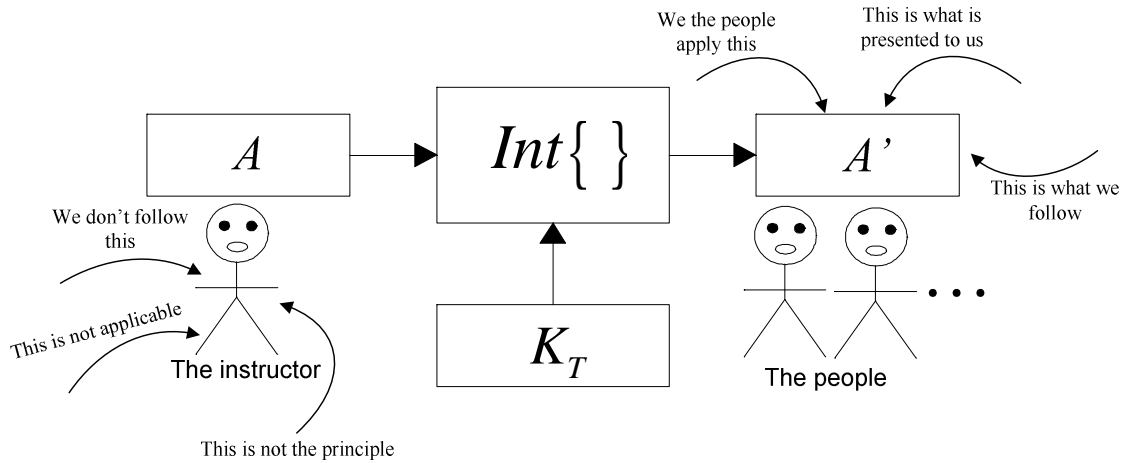 We the people
apply this
This is what is
presented to us
A
Int{ }
A’
This is what we
follow
We don’t follow
this
This is not applicable
The instructor
K_T
The people
This is not the principle